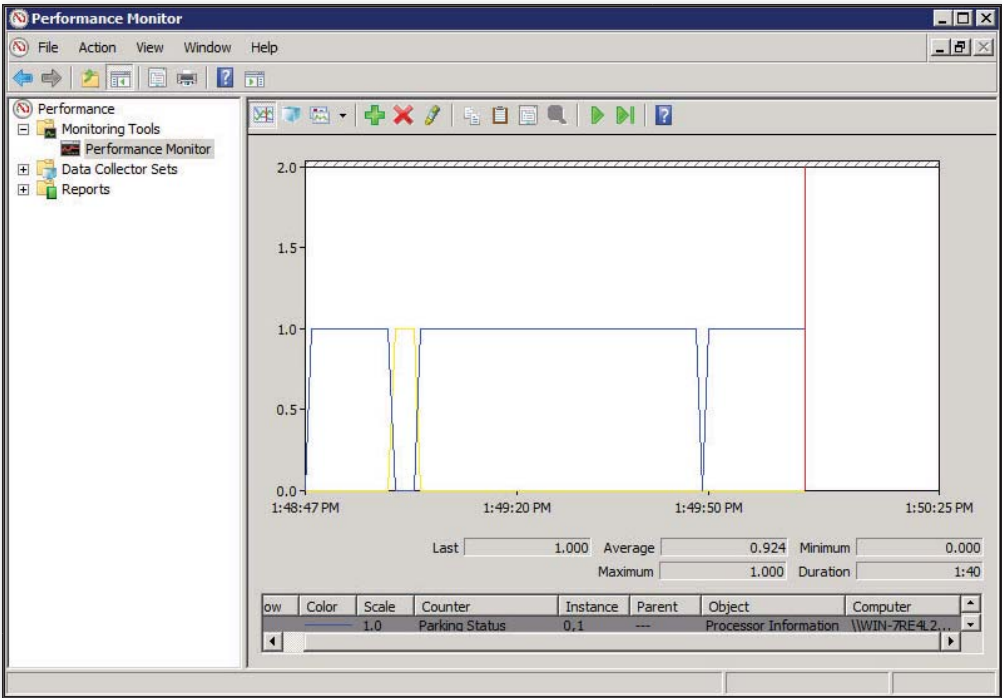 Performance Monitor
File Action View Window Help
Performance
Monitoring Tools
Performance Monitor
Data Collector Sets
Reports
2.0
1.5
1.0
0.5
0.0
1:48:47 PM 1:49:20 PM 1:49:50 PM 1:50:25 PM
Last 1.000 Average 0.924 Minimum 0.000
Maximum 1.000 Duration 1:40
ow Color Scale Counter Instance Parent Object Computer
1.0 Parking Status 0,1 --- Processor Information \\WIN-7RE4L2...